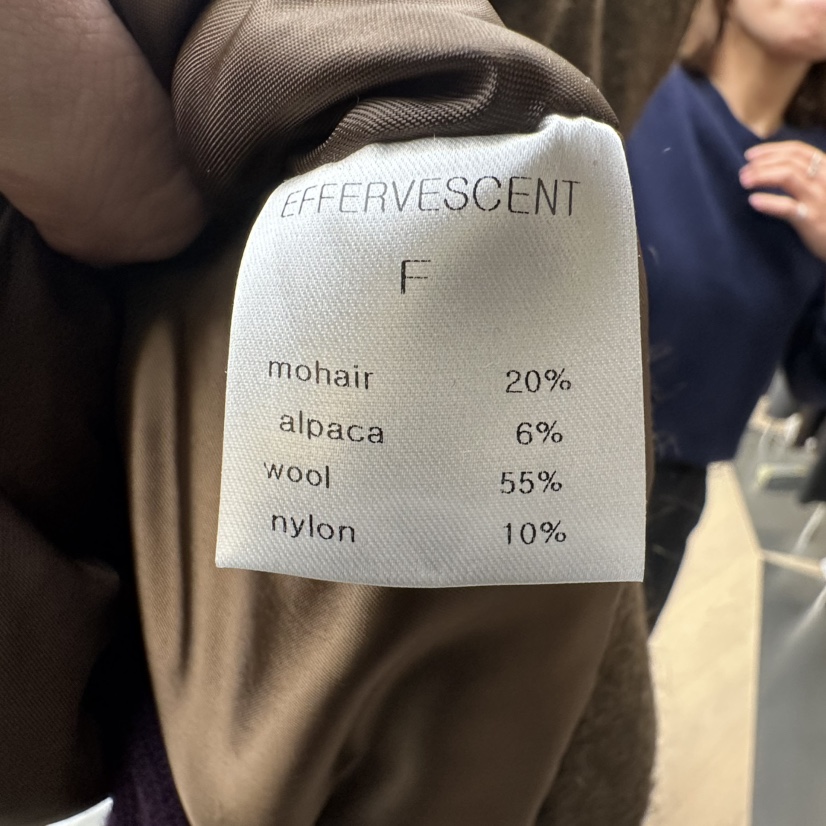 EFFERVESCENT
F
mohair 20%
alpaca 6%
wool 55%
nylon 10%